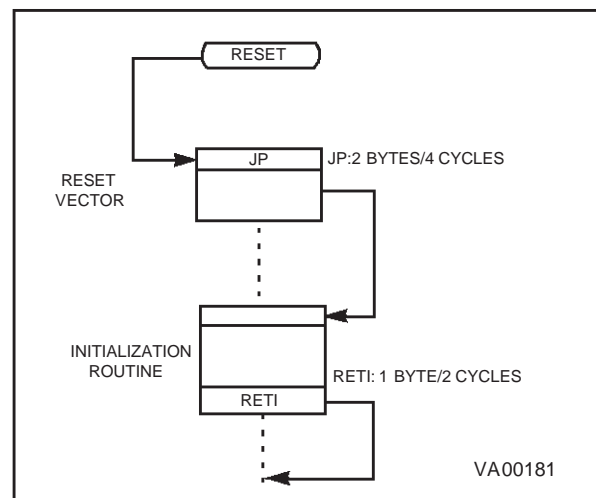 RESET
JP
JP:2 BYTES/4 CYCLES
RESET
VECTOR
INITIALIZATION
ROUTINE
RETI: 1 BYTE/2 CYCLES
RETI
VA00181